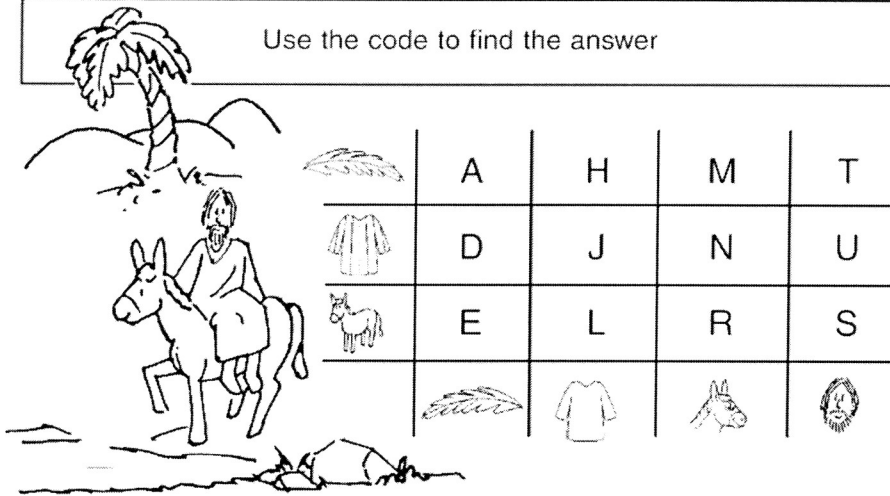 Use the code to find the answer
A H M T
D J N U
E L R S